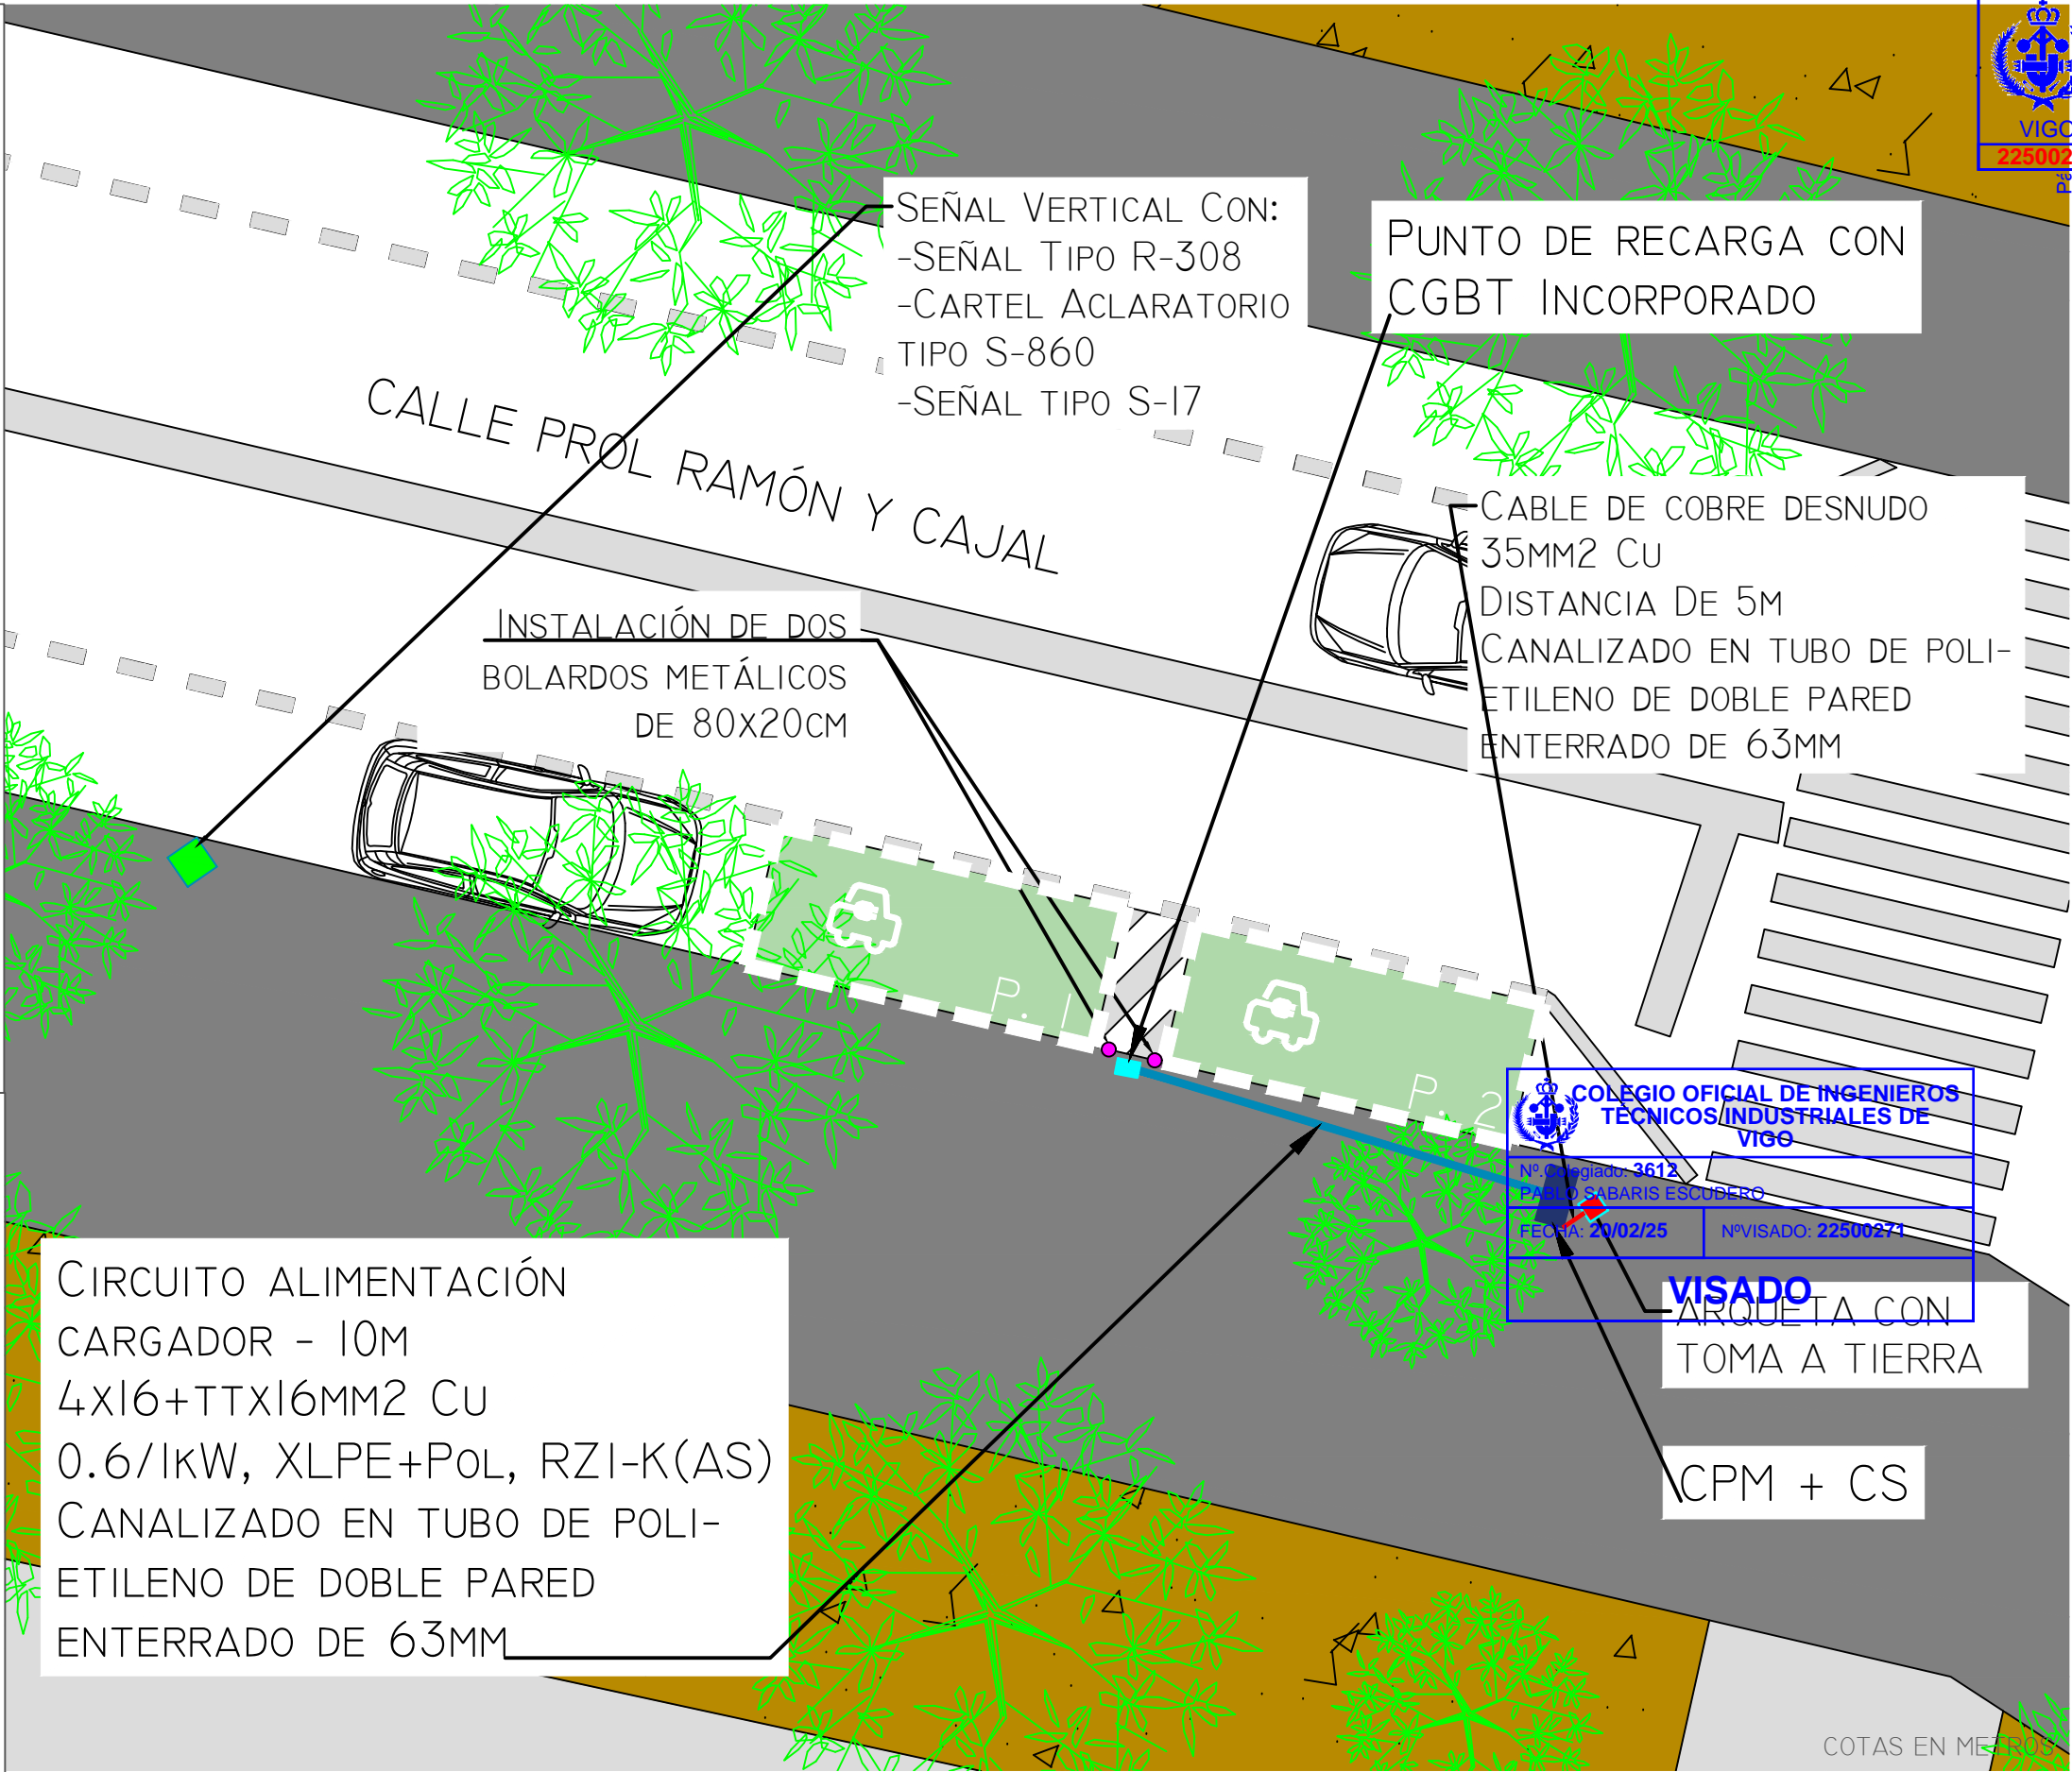 VIGO
SEÑAL VERTICAL CON:
-SEÑAL TIPO R-308
-CARTEL ACLARATORIO
TIPO S-860
-SEÑAL TIPO S-17
PUNTO DE RECARGA CON
CGBT INCORPORADO
CALLE PROL RAMÓN Y CAJAL
CABLE DE COBRE DESNUDO
35MM2 CU
DISTANCIA DE 5M
CANALIZADO EN TUBO DE POLI-
ETILENO DE DOBLE PARED
ENTERRADO DE 63MM
INSTALACIÓN DE DOS
BOLARDOS METÁLICOS
DE 80X20CM
P. 1
P. 2
COLEGIO OFICIAL DE INGENIEROS
TECNICOS INDUSTRIALES DE
VIGO
Nº.Colegiado: 3612
PABLO SABARIS ESCUDERO
FECHA: 20/02/25 NºVISADO: 22500271
VISADO
ARQUETA CON
TOMA A TIERRA
CPM + CS
CIRCUITO ALIMENTACIÓN
CARGADOR - 10M
4X16+TTX16MM2 CU
0.6/1KW, XLPE+POL, RZ1-K(AS)
CANALIZADO EN TUBO DE POLI-
ETILENO DE DOBLE PARED
ENTERRADO DE 63MM
COTAS EN METROS